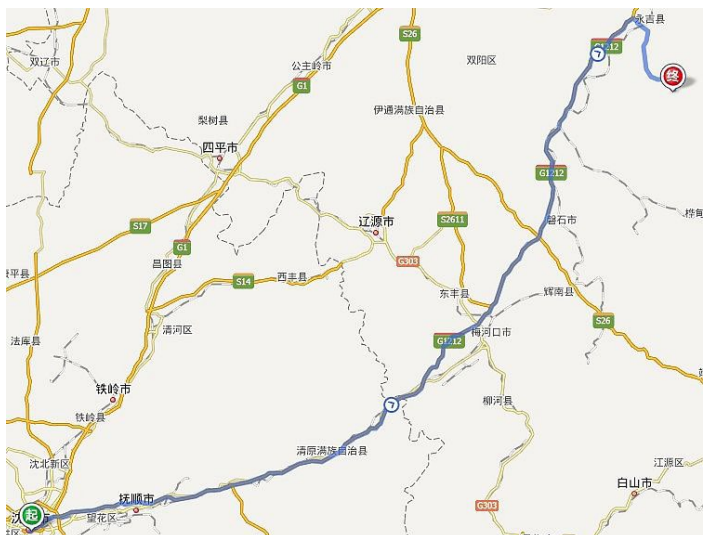 永吉县
S26
G1212
双辽市
公主岭市
双阳区
终
G1
梨树县
伊通满族自治县
四平市
G1212
辽源市
S2611
磐石市
S17
G1
昌图县
G303
西丰县
S14
东丰县
辉南县
清河区
S26
法库县
G1212
梅河口市
铁岭市
柳河县
铁岭县
清原满族自治县
沈北新区
江源区
白山市
抚顺市
G303
起
望花区